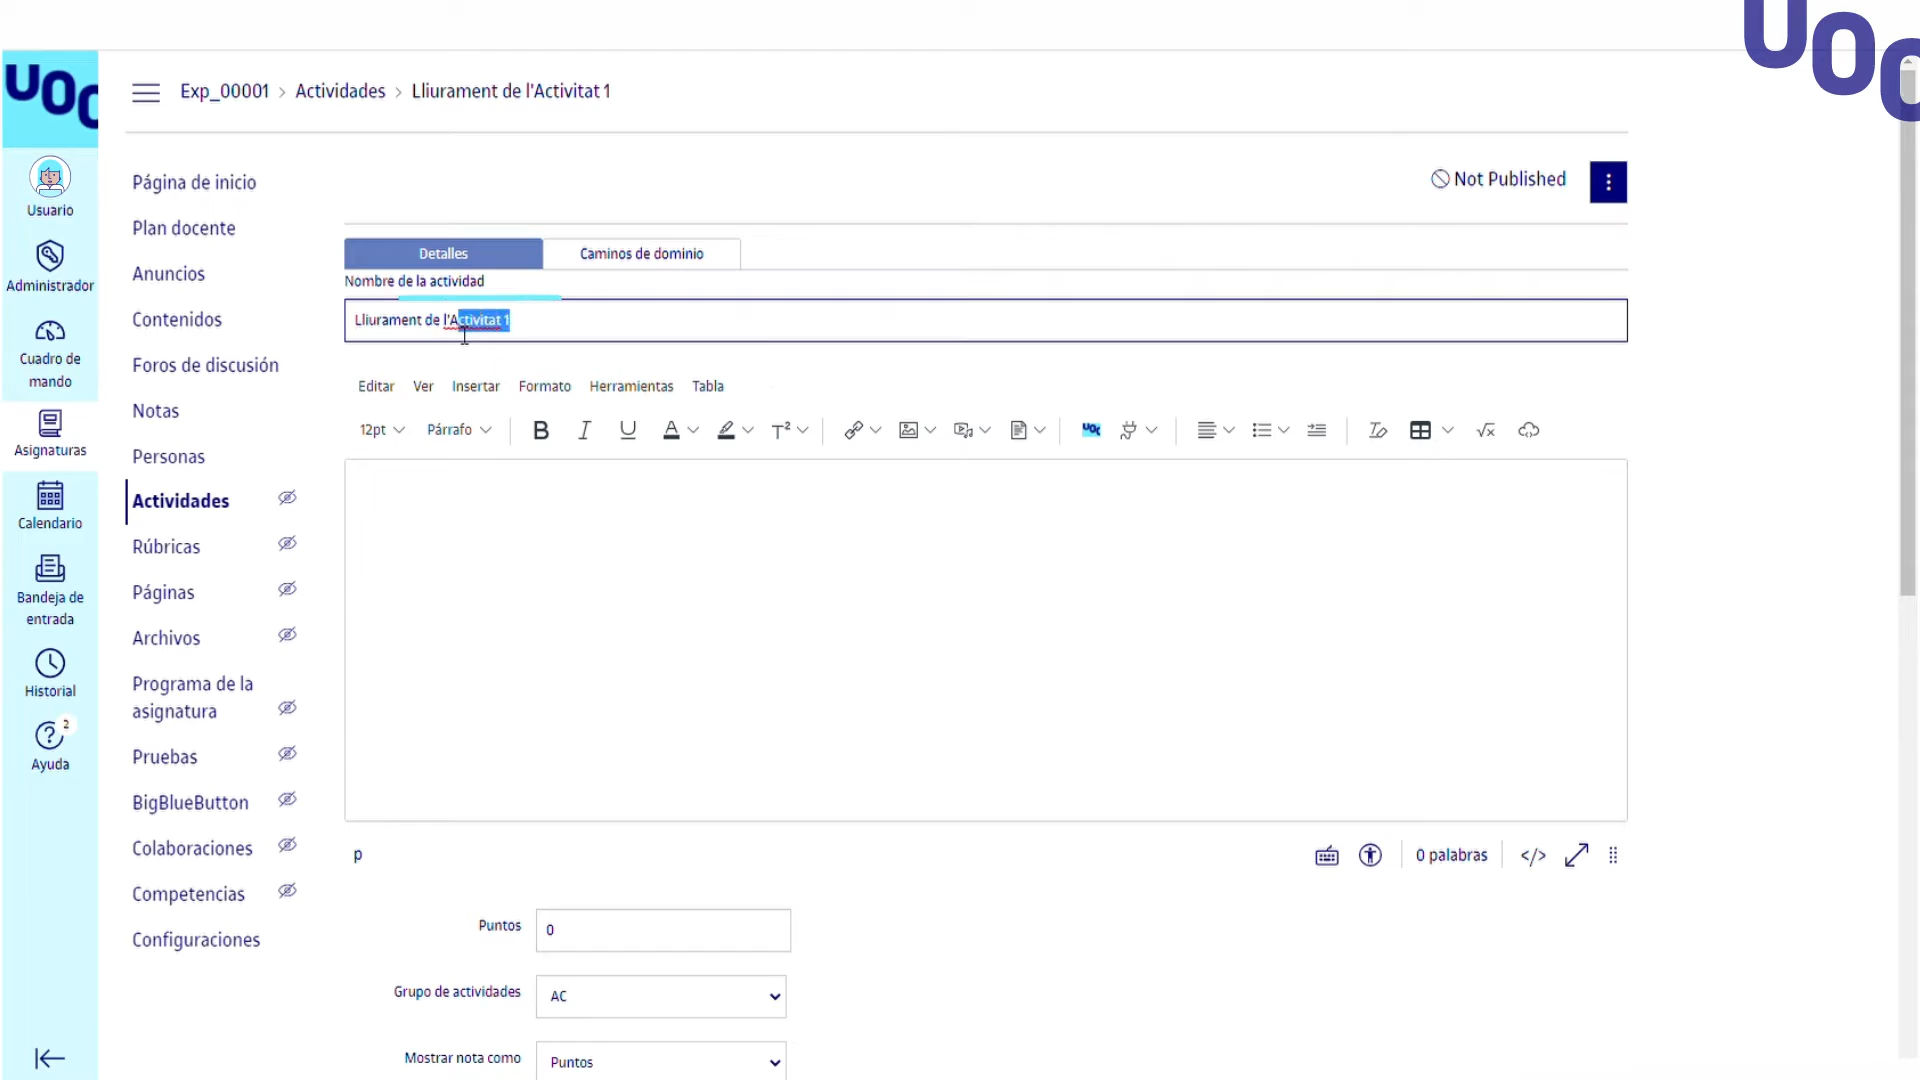 UOC
UOC
Exp_00001 > Actividades > Lliurament de l'Activitat 1
Usuario
Administrador
Cuadro de
mando
Asignaturas
Calendario
Bandeja de
entrada
Historial
2
Ayuda
Página de inicio
Plan docente
Anuncios
Contenidos
Foros de discusión
Notas
Personas
Actividades
Rúbricas
Páginas
Archivos
Programa de la
asignatura
Pruebas
BigBlueButton
Colaboraciones
Competencias
Configuraciones
Not Published
Detalles Caminos de dominio
Nombre de la actividad
Lliurament de l'Activitat 1
Editar Ver Insertar Formato Herramientas Tabla
12pt Párrafo B I U A T² UOC √x
p 0 palabras </>
Puntos 0
Grupo de actividades AC
Mostrar nota como Puntos